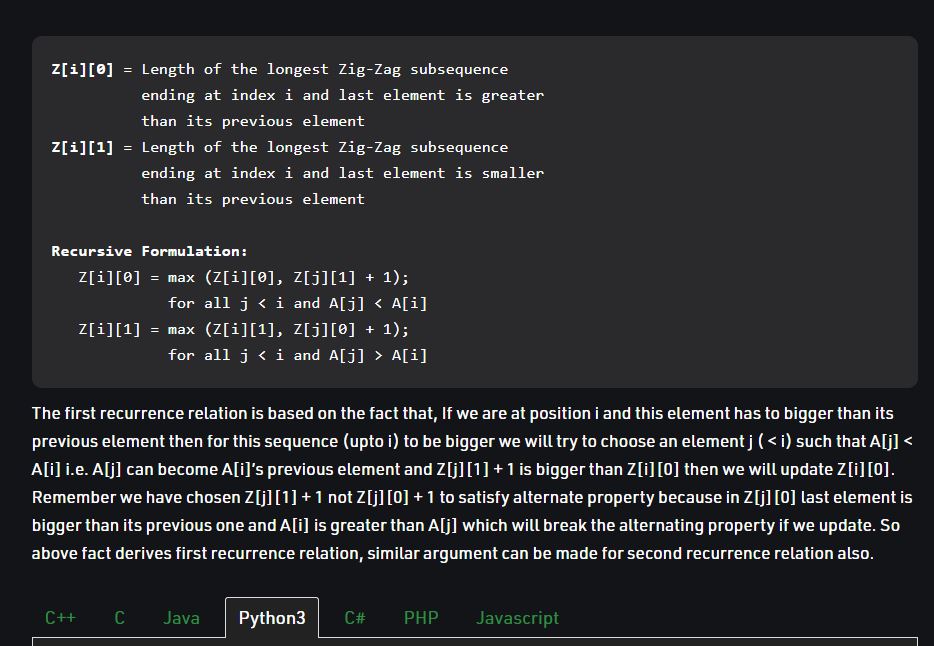 Z[i][0] = Length of the longest Zig-Zag subsequence
ending at index i and last element is greater
than its previous element
Z[i][1] = Length of the longest Zig-Zag subsequence
ending at index i and last element is smaller
than its previous element
Recursive Formulation:
Z[i][0] = max (Z[i][0], Z[j][1] + 1);
for all j < i and A[j] < A[i]
Z[i][1] = max (Z[i][1], Z[j][0] + 1);
for all j < i and A[j] > A[i]
The first recurrence relation is based on the fact that, If we are at position i and this element has to bigger than its
previous element then for this sequence (upto i) to be bigger we will try to choose an element j ( < i) such that A[j] <
A[i] i.e. A[j] can become A[i]’s previous element and Z[j][1] + 1 is bigger than Z[i][0] then we will update Z[i][0].
Remember we have chosen Z[j][1] + 1 not Z[j][0] + 1 to satisfy alternate property because in Z[j][0] last element is
bigger than its previous one and A[i] is greater than A[j] which will break the alternating property if we update. So
above fact derives first recurrence relation, similar argument can be made for second recurrence relation also.
C++ C Java Python3 C# PHP Javascript